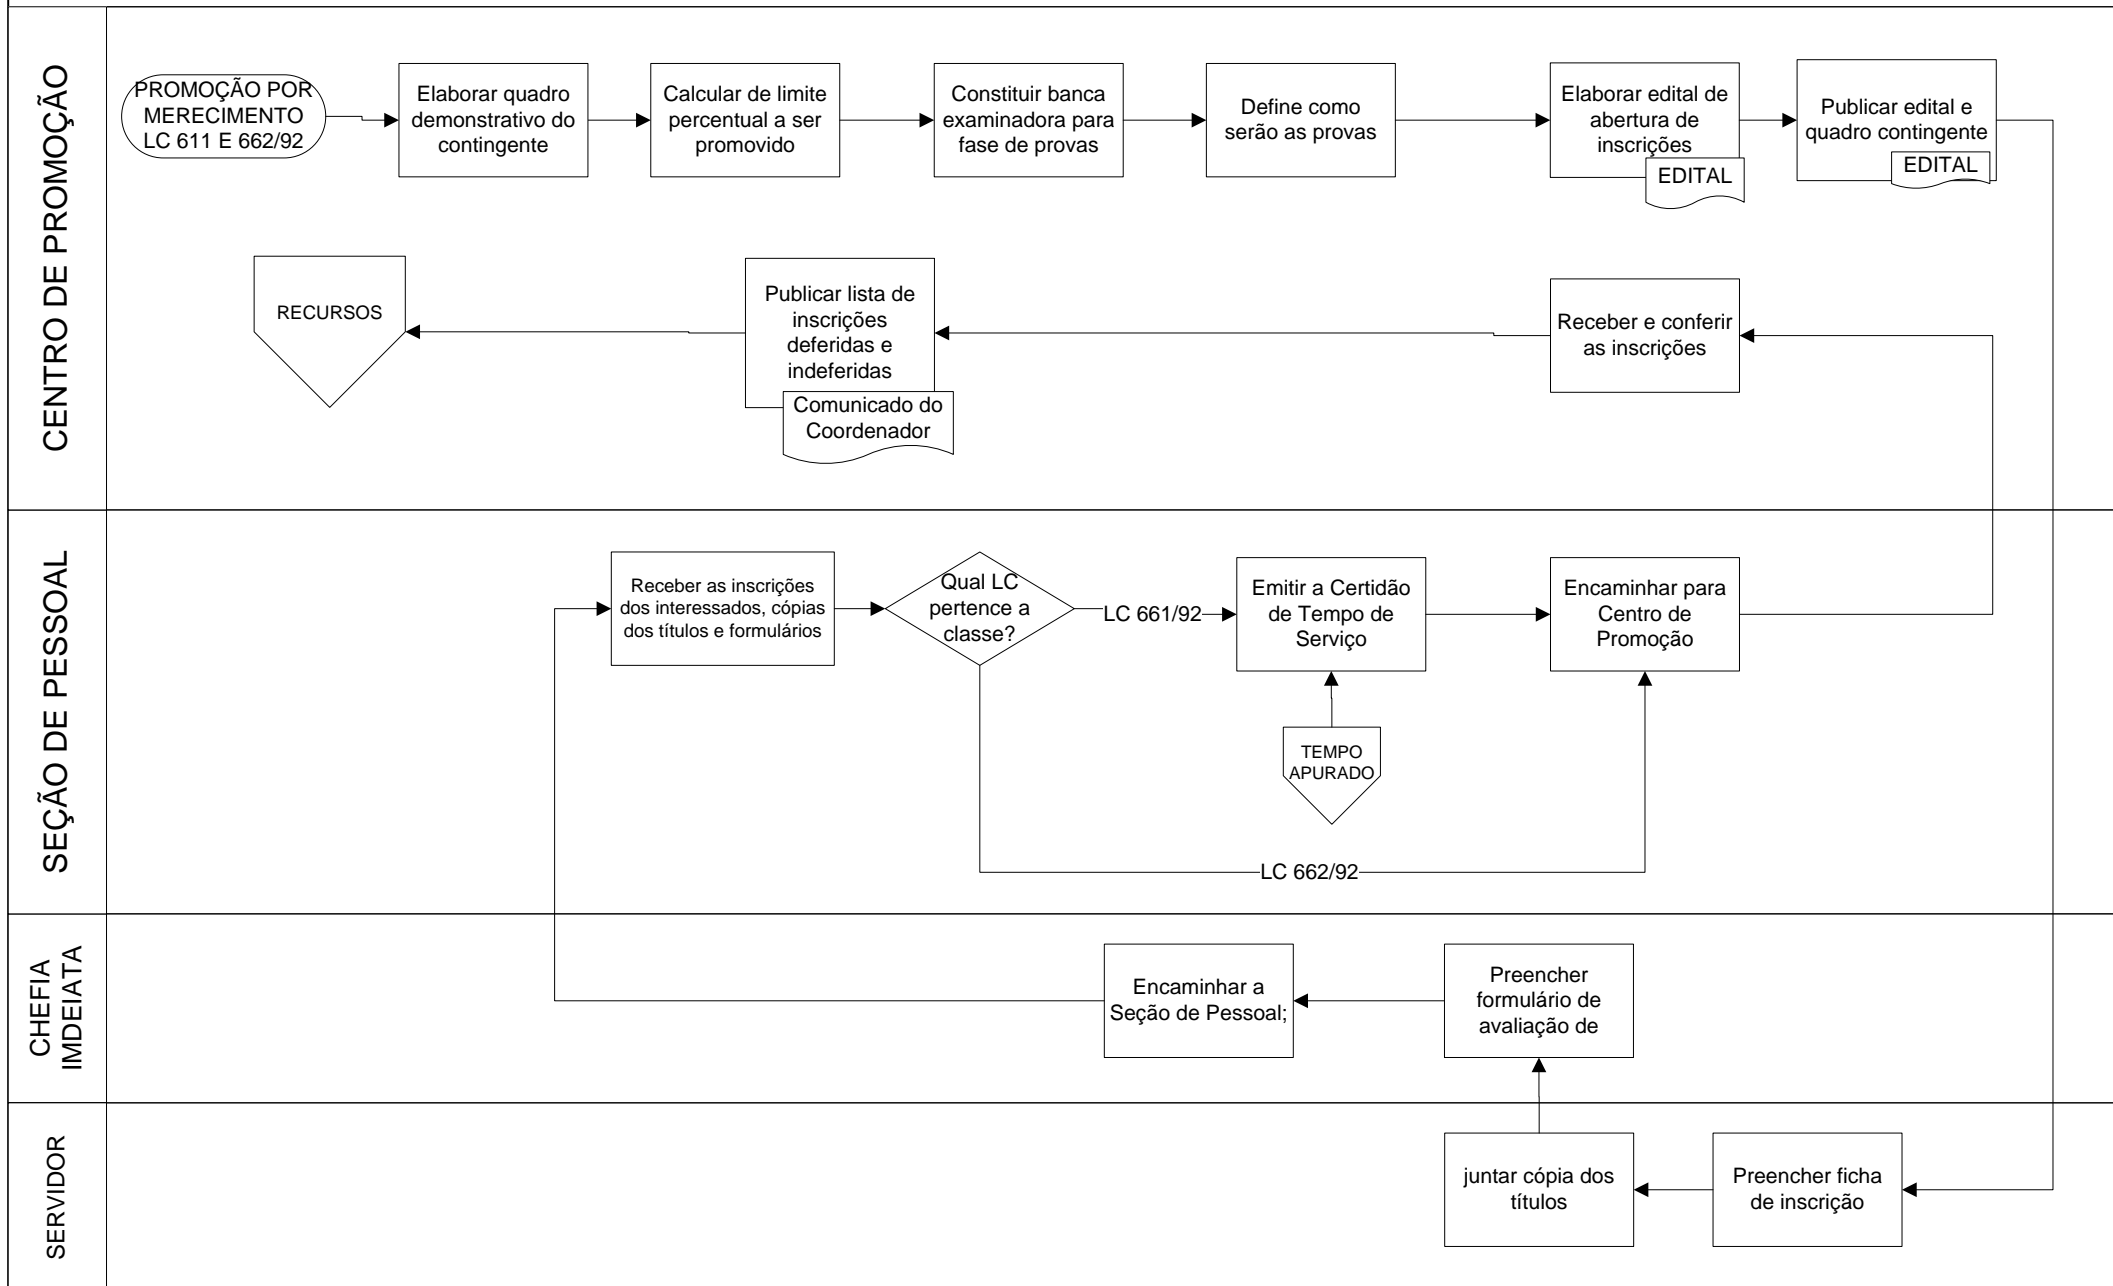 CENTRO DE PROMOÇÃO
PROMOÇÃO POR
MERECIMENTO
LC 611 E 662/92
Elaborar quadro
demonstrativo do
contingente
Calcular de limite
percentual a ser
promovido
Constituir banca
examinadora para
fase de provas
Define como
serão as provas
Elaborar edital de
abertura de
inscrições
EDITAL
Publicar edital e
quadro contingente
EDITAL
RECURSOS
Publicar lista de
inscrições
deferidas e
indeferidas
Comunicado do
Coordenador
Receber e conferir
as inscrições
SEÇÃO DE PESSOAL
Receber as inscrições
dos interessados, cópias
dos títulos e formulários
Qual LC
pertence a
classe?
LC 661/92
Emitir a Certidão
de Tempo de
Serviço
Encaminhar para
Centro de
Promoção
TEMPO
APURADO
LC 662/92
CHEFIA
IMDEIATA
Encaminhar a
Seção de Pessoal;
Preencher
formulário de
avaliação de
SERVIDOR
juntar cópia dos
títulos
Preencher ficha
de inscrição